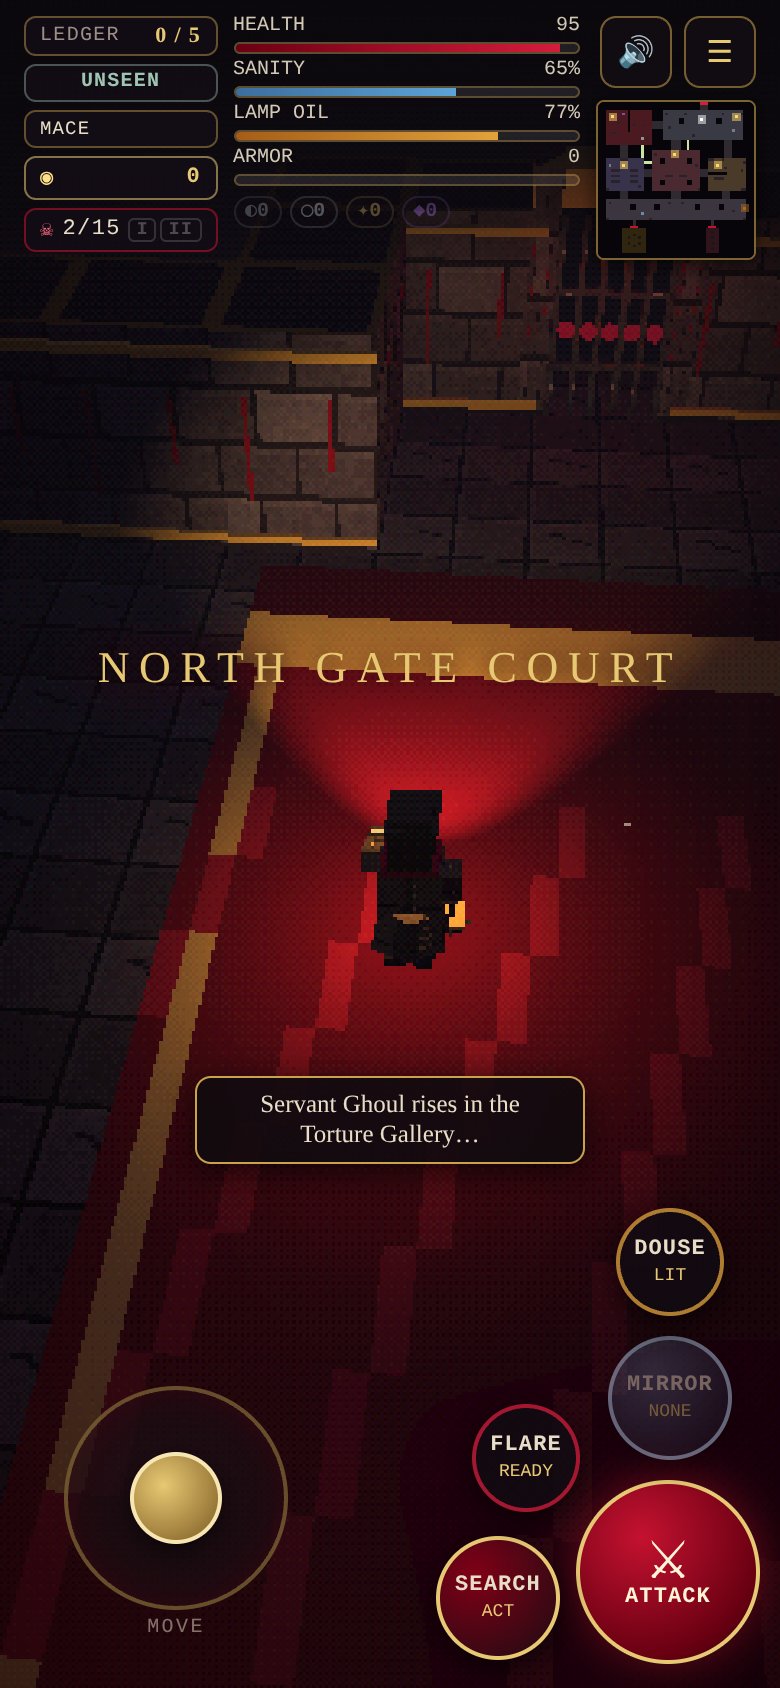 LEDGER 0 / 5
UNSEEN
MACE
0
2/15 I II
HEALTH 95
SANITY 65%
LAMP OIL 77%
ARMOR 0
0 0 0 0
NORTH GATE COURT
Servant Ghoul rises in the
Torture Gallery…
DOUSE
LIT
MIRROR
NONE
FLARE
READY
SEARCH
ACT
ATTACK
MOVE